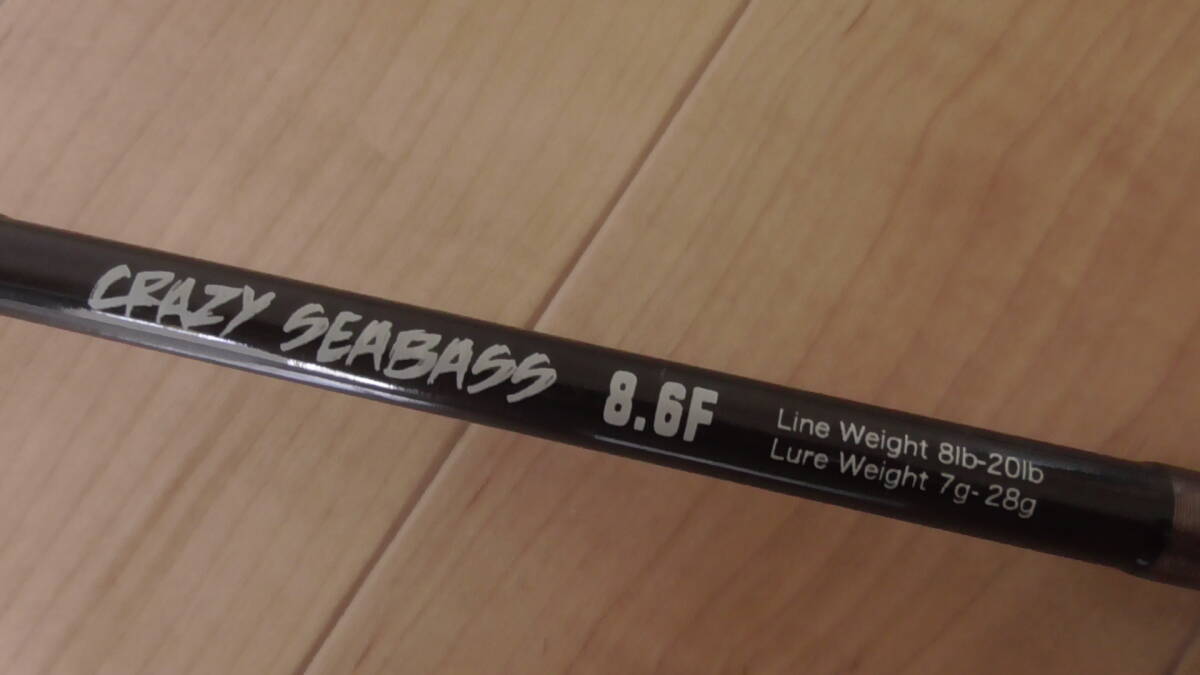 CRAZY SEABASS 8.6F
Line Weight 8lb-20lb
Lure Weight 7g-28g